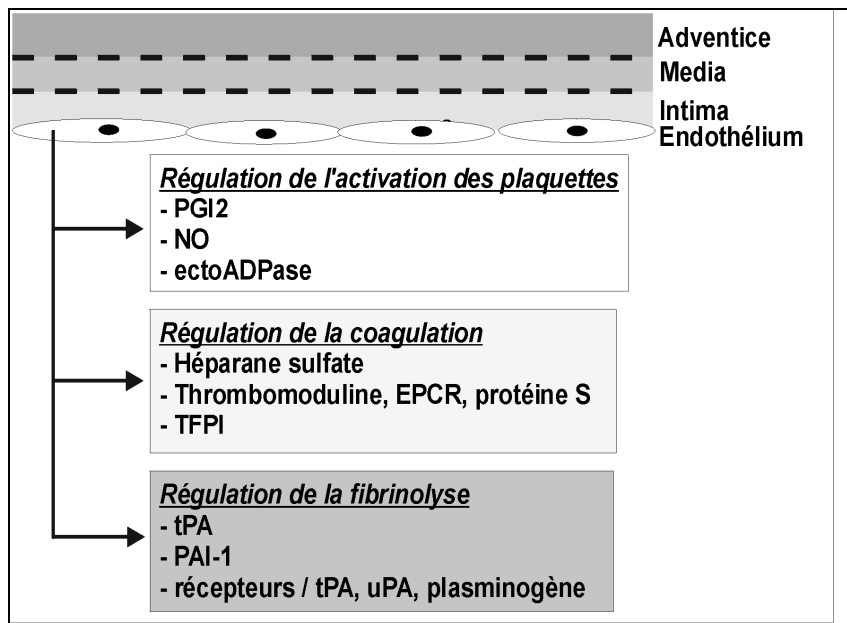 Adventice
Media
Intima
Endothélium
Régulation de l'activation des plaquettes
- PGI2
- NO
- ectoADPase
Régulation de la coagulation
- Héparane sulfate
- Thrombomoduline, EPCR, protéine S
- TFPI
Régulation de la fibrinolyse
- tPA
- PAI-1
- récepteurs / tPA, uPA, plasminogène